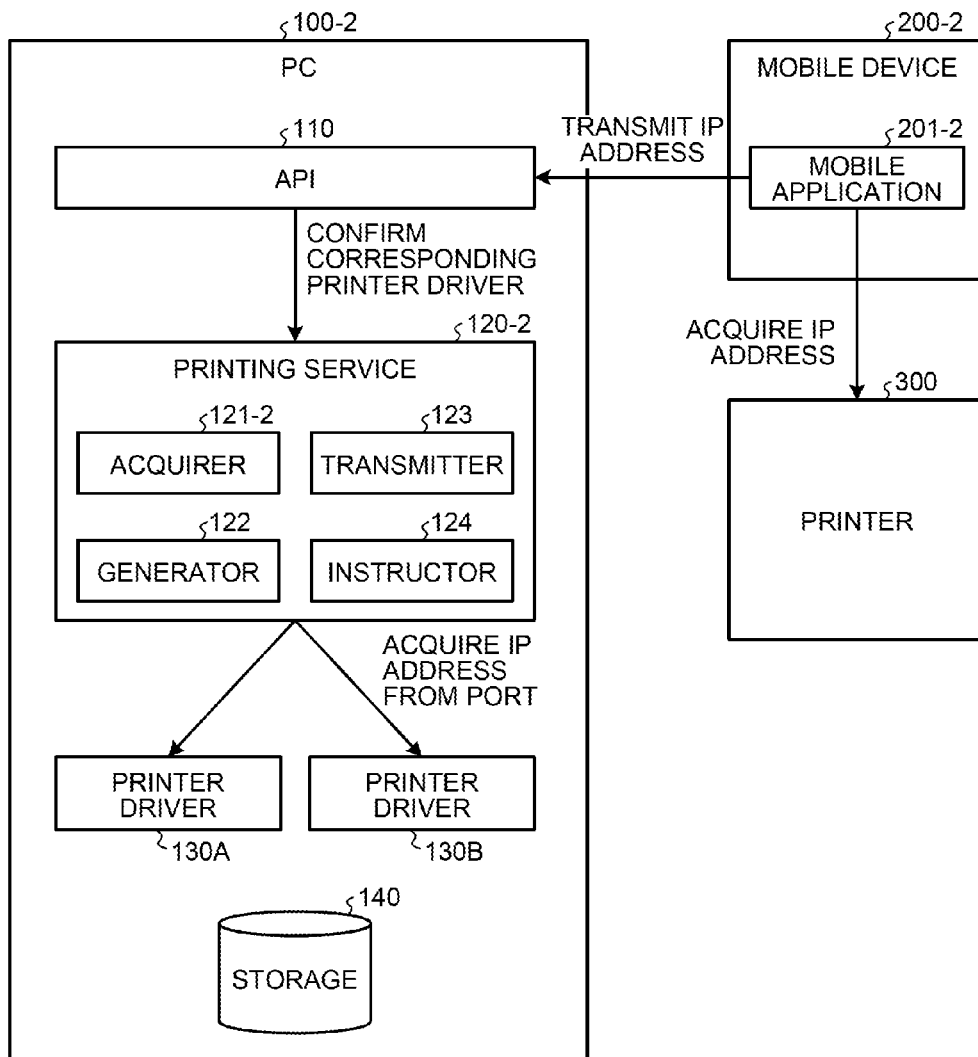 100-2
PC
110
API
CONFIRM
CORRESPONDING
PRINTER DRIVER
120-2
PRINTING SERVICE
121-2
ACQUIRER
123
TRANSMITTER
122
GENERATOR
124
INSTRUCTOR
ACQUIRE IP
ADDRESS
FROM PORT
PRINTER
DRIVER
130A
PRINTER
DRIVER
130B
140
STORAGE
TRANSMIT IP
ADDRESS
200-2
MOBILE DEVICE
201-2
MOBILE
APPLICATION
ACQUIRE IP
ADDRESS
300
PRINTER